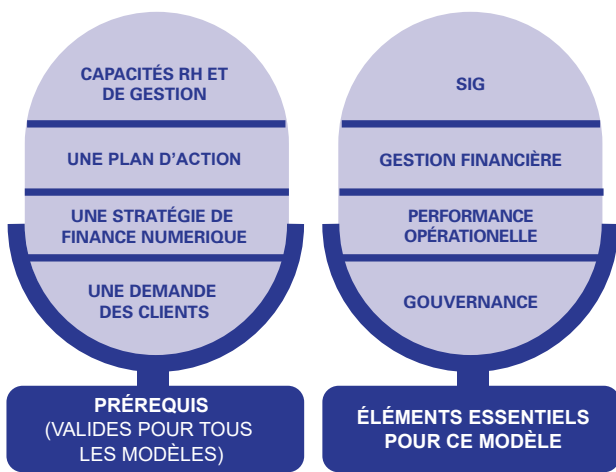 CAPACITÉS RH ET
DE GESTION
UNE PLAN D'ACTION
UNE STRATÉGIE DE
FINANCE NUMERIQUE
UNE DEMANDE
DES CLIENTS
PRÉREQUIS
(VALIDES POUR TOUS
LES MODÈLES)
SIG
GESTION FINANCIÈRE
PERFORMANCE
OPÉRATIONELLE
GOUVERNANCE
ÉLÉMENTS ESSENTIELS
POUR CE MODÈLE